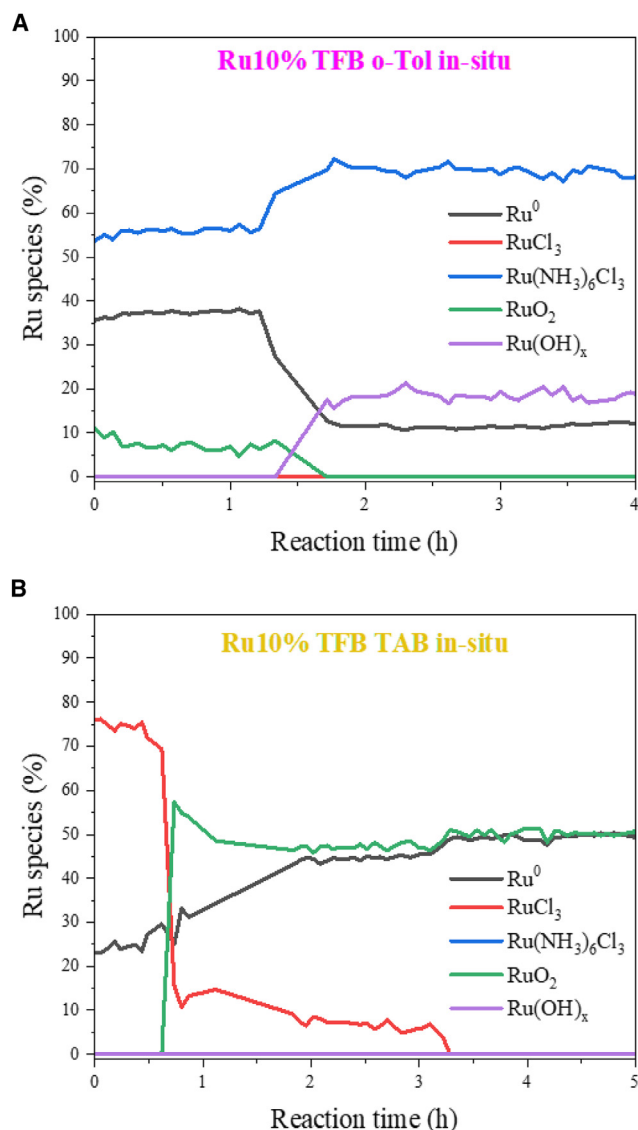 A
Ru10% TFB o-Tol in-situ
100
90
80
70
60
50
40
30
20
10
0
Ru species (%)
Ru⁰
RuCl₃
Ru(NH₃)₆Cl₃
RuO₂
Ru(OH)ₓ
0 1 2 3 4
Reaction time (h)
B
Ru10% TFB TAB in-situ
100
90
80
70
60
50
40
30
20
10
0
Ru species (%)
Ru⁰
RuCl₃
Ru(NH₃)₆Cl₃
RuO₂
Ru(OH)ₓ
0 1 2 3 4 5
Reaction time (h)